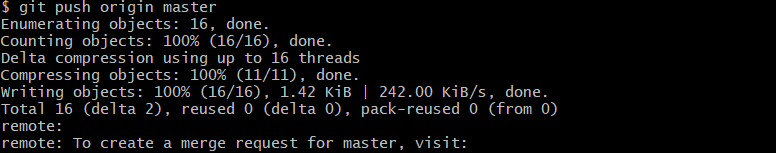 $ git push origin master
Enumerating objects: 16, done.
Counting objects: 100% (16/16), done.
Delta compression using up to 16 threads
Compressing objects: 100% (11/11), done.
Writing objects: 100% (16/16), 1.42 KiB | 242.00 KiB/s, done.
Total 16 (delta 2), reused 0 (delta 0), pack-reused 0 (from 0)
remote:
remote: To create a merge request for master, visit: